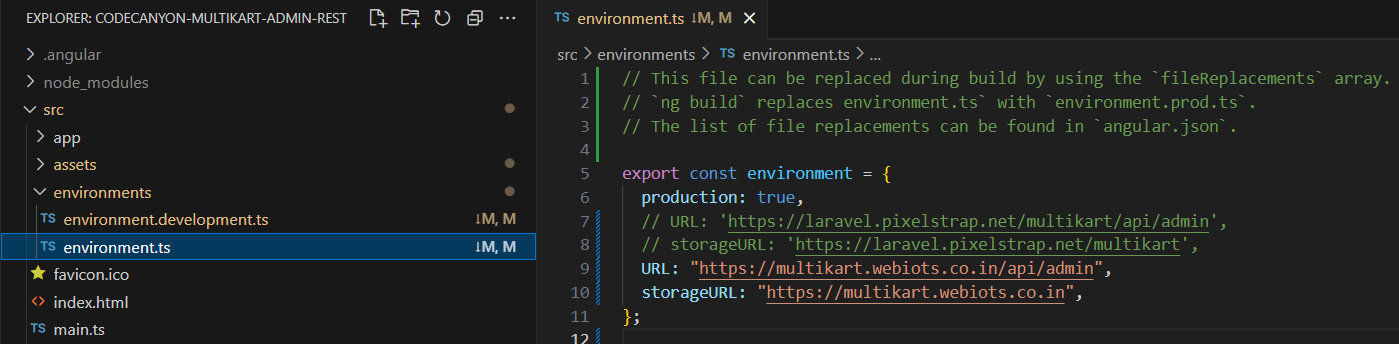 EXPLORER: CODECANYON-MULTIKART-ADMIN-REST
.angular
node_modules
src
app
assets
environments
TS environment.development.ts ↓M, M
TS environment.ts ↓M, M
favicon.ico
<> index.html
TS main.ts
TS environment.ts ↓M, M
src > environments > TS environment.ts > ...
1 // This file can be replaced during build by using the `fileReplacements` array.
2 // `ng build` replaces environment.ts` with `environment.prod.ts`.
3 // The list of file replacements can be found in `angular.json`.
4
5 export const environment = {
6 production: true,
7 // URL: 'https://laravel.pixelstrap.net/multikart/api/admin',
8 // storageURL: 'https://laravel.pixelstrap.net/multikart',
9 URL: "https://multikart.webiots.co.in/api/admin",
10 storageURL: "https://multikart.webiots.co.in",
11 };
12